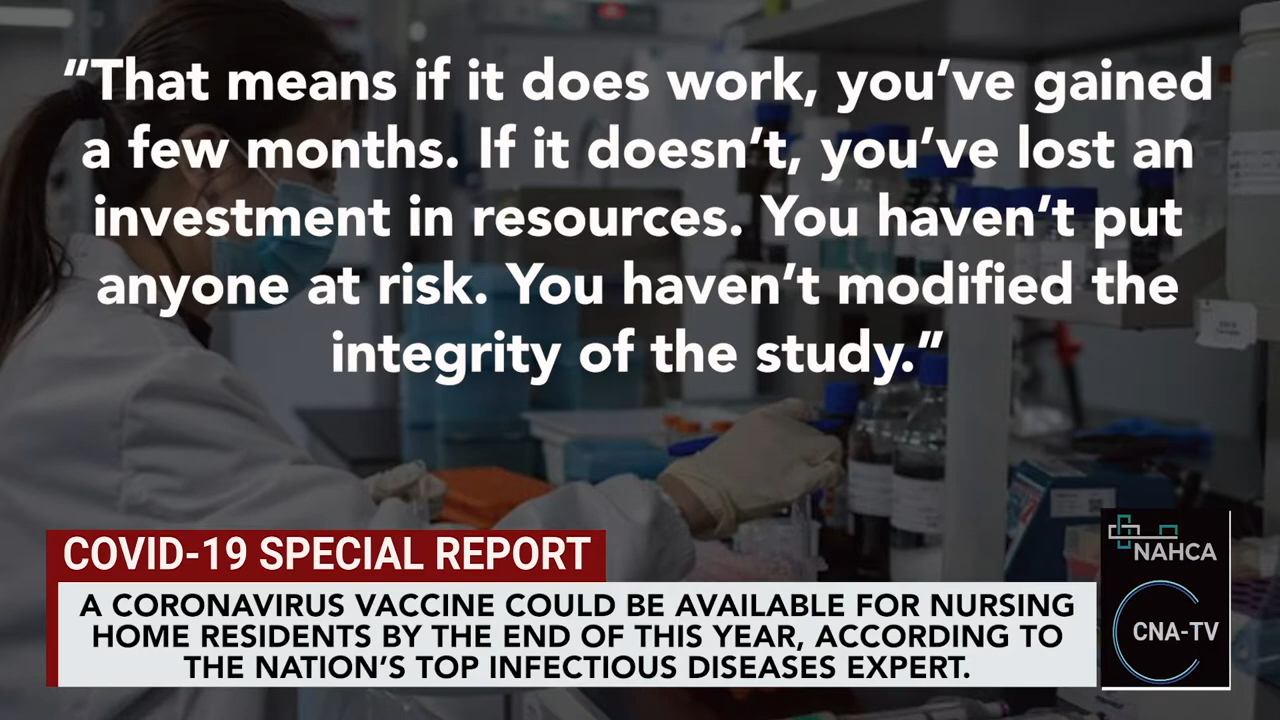 “That means if it does work, you’ve gained
a few months. If it doesn’t, you’ve lost an
investment in resources. You haven’t put
anyone at risk. You haven’t modified the
integrity of the study.”
COVID-19 SPECIAL REPORT
A CORONAVIRUS VACCINE COULD BE AVAILABLE FOR NURSING
HOME RESIDENTS BY THE END OF THIS YEAR, ACCORDING TO
THE NATION’S TOP INFECTIOUS DISEASES EXPERT.
NAHCA
CNA-TV